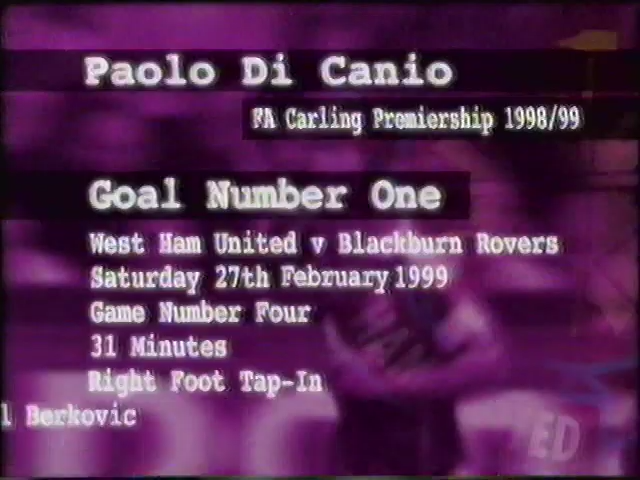 Paolo Di Canio
FA Carling Premiership 1998/99
Goal Number One
West Ham United v Blackburn Rovers
Saturday 27th February 1999
Game Number Four
31 Minutes
Right Foot Tap-In
l Berkovic
ED